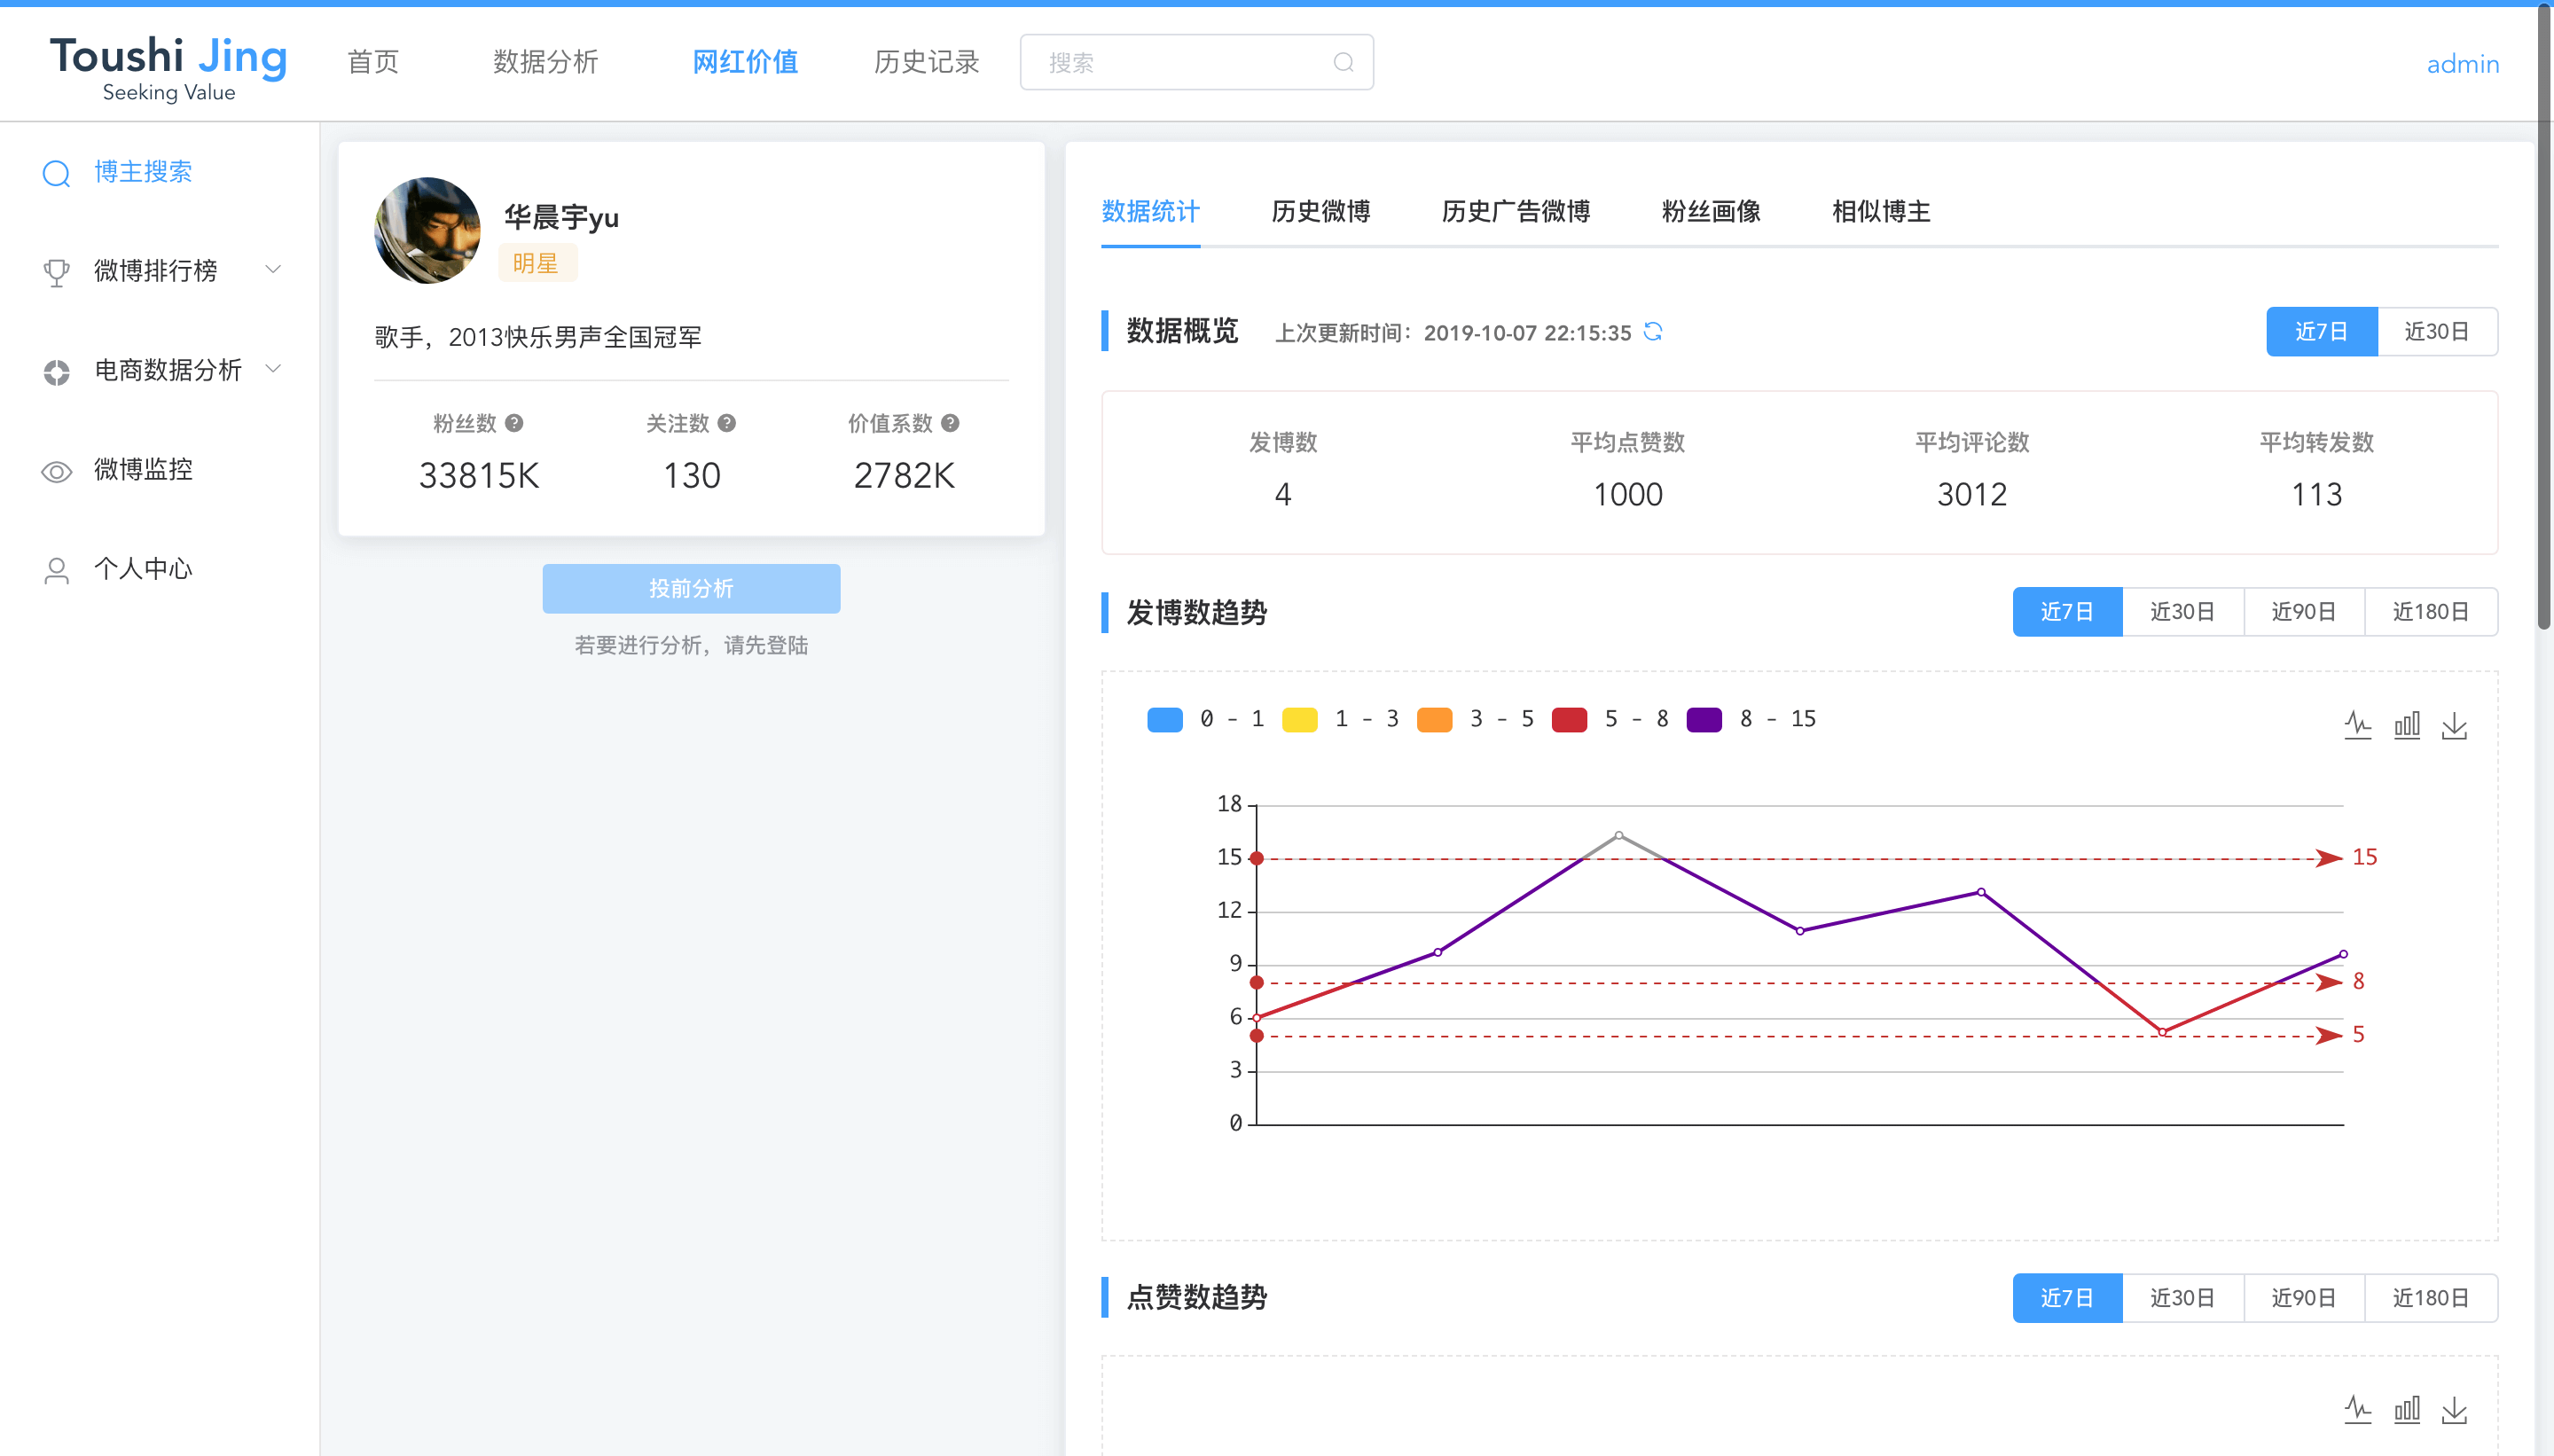 Toushi Jing
Seeking Value
首页
数据分析
网红价值
历史记录
搜索
admin
博主搜索
微博排行榜
电商数据分析
微博监控
个人中心
华晨宇yu
明星
歌手，2013快乐男声全国冠军
粉丝数 ?
关注数 ?
价值系数 ?
33815K
130
2782K
投前分析
若要进行分析，请先登陆
数据统计
历史微博
历史广告微博
粉丝画像
相似博主
数据概览
上次更新时间：2019-10-07 22:15:35
近7日
近30日
发博数
平均点赞数
平均评论数
平均转发数
4
1000
3012
113
发博数趋势
近7日
近30日
近90日
近180日
0 - 1
1 - 3
3 - 5
5 - 8
8 - 15
18
15
12
9
6
3
0
15
8
5
点赞数趋势
近7日
近30日
近90日
近180日